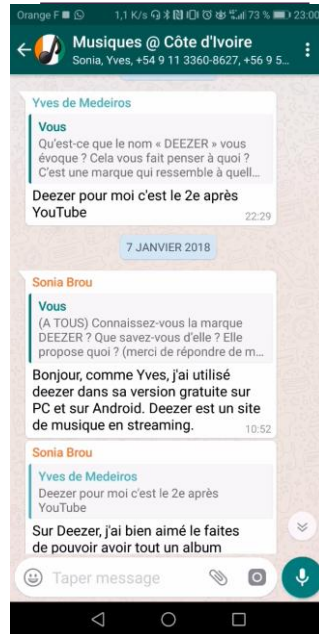 Orange F 1,1 K/s 73 % 23:00
Musiques @ Côte d'Ivoire
Sonia, Yves, +54 9 11 3360-8627, +56 9 5...
Yves de Medeiros
Vous
Qu'est-ce que le nom « DEEZER » vous
évoque ? Cela vous fait penser à quoi ?
C'est une marque qui ressemble à quell...
Deezer pour moi c'est le 2e après
YouTube
22:29
7 JANVIER 2018
Sonia Brou
Vous
(A TOUS) Connaissez-vous la marque
DEEZER ? Que savez-vous d'elle ? Elle
propose quoi ? (merci de répondre de m...
Bonjour, comme Yves, j'ai utilisé
deezer dans sa version gratuite sur
PC et sur Android. Deezer est un site
de musique en streaming.
10:52
Sonia Brou
Yves de Medeiros
Deezer pour moi c'est le 2e après
YouTube
Sur Deezer, j'ai bien aimé le faites
de pouvoir avoir tout un album
Taper message